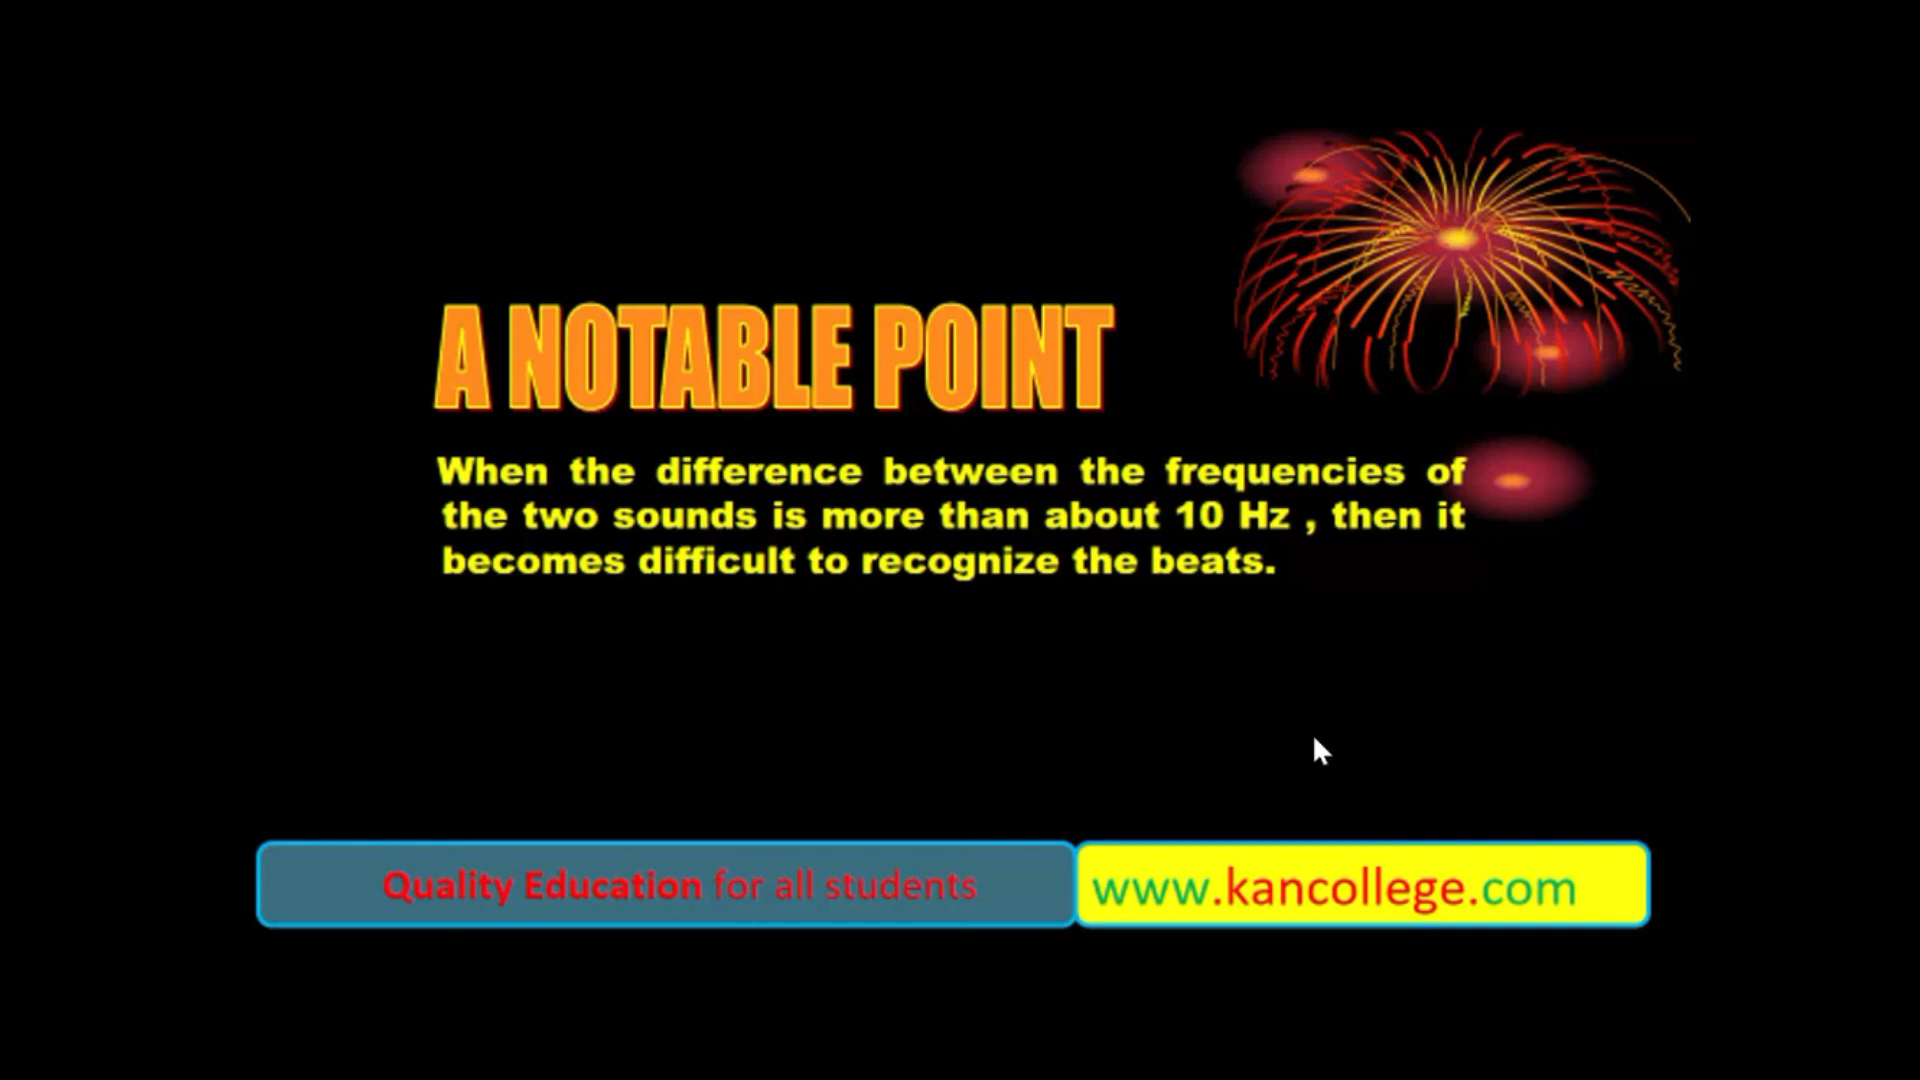 A NOTABLE POINT
When the difference between the frequencies of
the two sounds is more than about 10 Hz , then it
becomes difficult to recognize the beats.
Quality Education for all students
www.kancollege.com